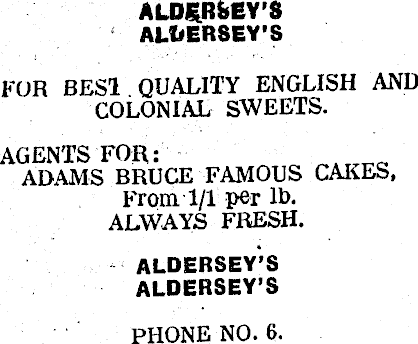 ALDERSEY'S
ALDERSEY'S
FOR BEST QUALITY ENGLISH AND
COLONIAL SWEETS.
AGENTS FOR:
ADAMS BRUCE FAMOUS CAKES,
From 1/1 per lb.
ALWAYS FRESH.
ALDERSEY'S
ALDERSEY'S
PHONE NO. 6.